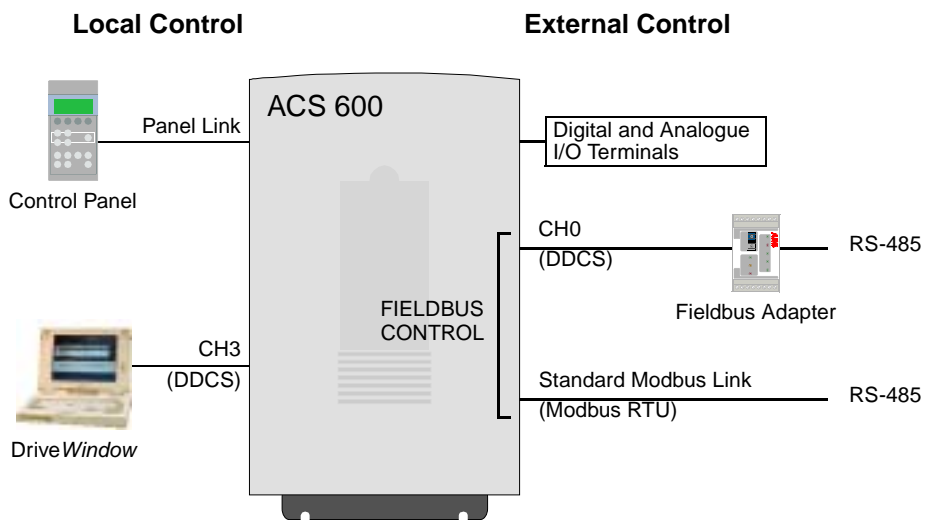 Local Control
External Control
ACS 600
Panel Link
Control Panel
Digital and Analogue
I/O Terminals
CH0
(DDCS)
RS-485
Fieldbus Adapter
FIELDBUS
CONTROL
CH3
(DDCS)
DriveWindow
Standard Modbus Link
(Modbus RTU)
RS-485
ABB